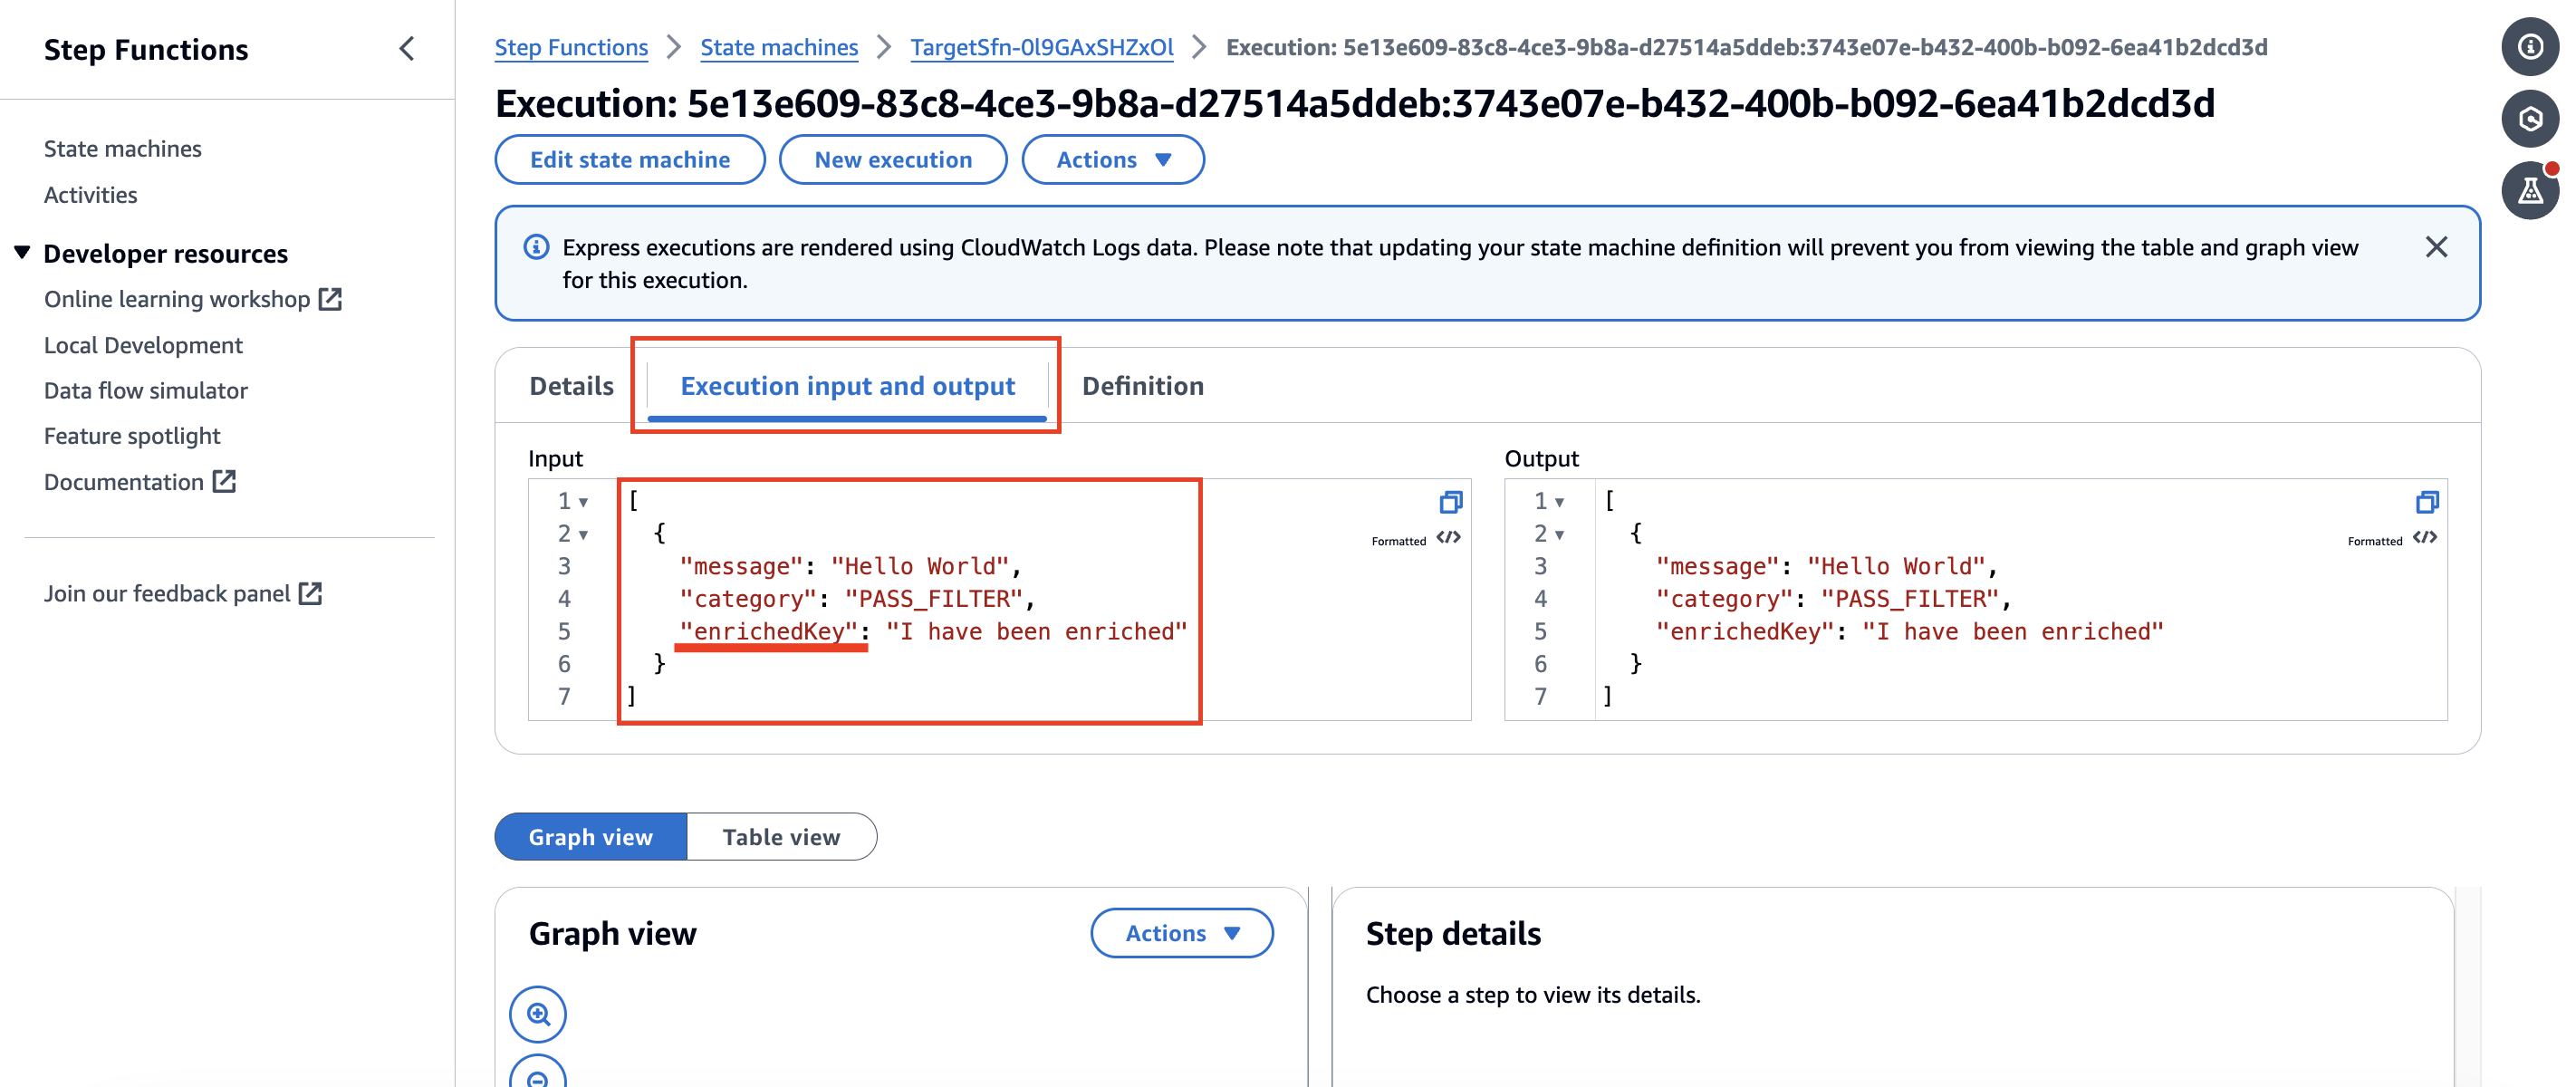 Step Functions
State machines
Activities
Developer resources
Online learning workshop
Local Development
Data flow simulator
Feature spotlight
Documentation
Join our feedback panel
Step Functions > State machines > TargetSfn-0l9GAxSHZxOl > Execution: 5e13e609-83c8-4ce3-9b8a-d27514a5ddeb:3743e07e-b432-400b-b092-6ea41b2dcd3d
Execution: 5e13e609-83c8-4ce3-9b8a-d27514a5ddeb:3743e07e-b432-400b-b092-6ea41b2dcd3d
Edit state machine New execution Actions
Express executions are rendered using CloudWatch Logs data. Please note that updating your state machine definition will prevent you from viewing the table and graph view
for this execution.
Details Execution input and output Definition
Input
1 [
2 {
3 "message": "Hello World",
4 "category": "PASS_FILTER",
5 "enrichedKey": "I have been enriched"
6 }
7 ]
Formatted </>
Output
1 [
2 {
3 "message": "Hello World",
4 "category": "PASS_FILTER",
5 "enrichedKey": "I have been enriched"
6 }
7 ]
Formatted </>
Graph view Table view
Graph view
Actions
Step details
Choose a step to view its details.